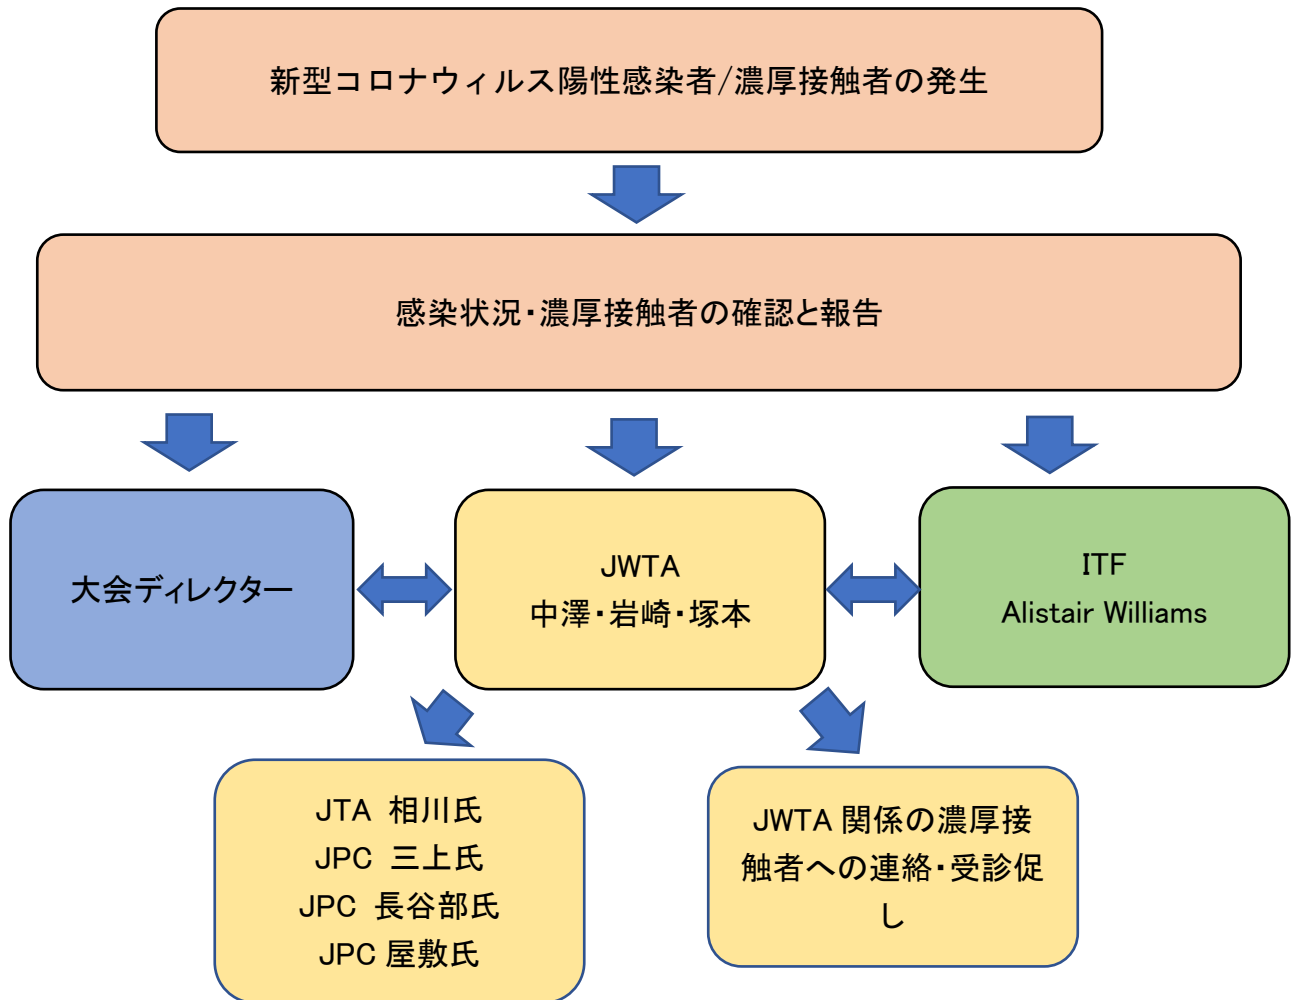 新型コロナウィルス陽性感染者/濃厚接触者の発生
感染状況・濃厚接触者の確認と報告
大会ディレクター
JWTA
中澤・岩崎・塚本
ITF
Alistair Williams
JTA 相川氏
JPC 三上氏
JPC 長谷部氏
JPC 屋敷氏
JWTA 関係の濃厚接
触者への連絡・受診促
し